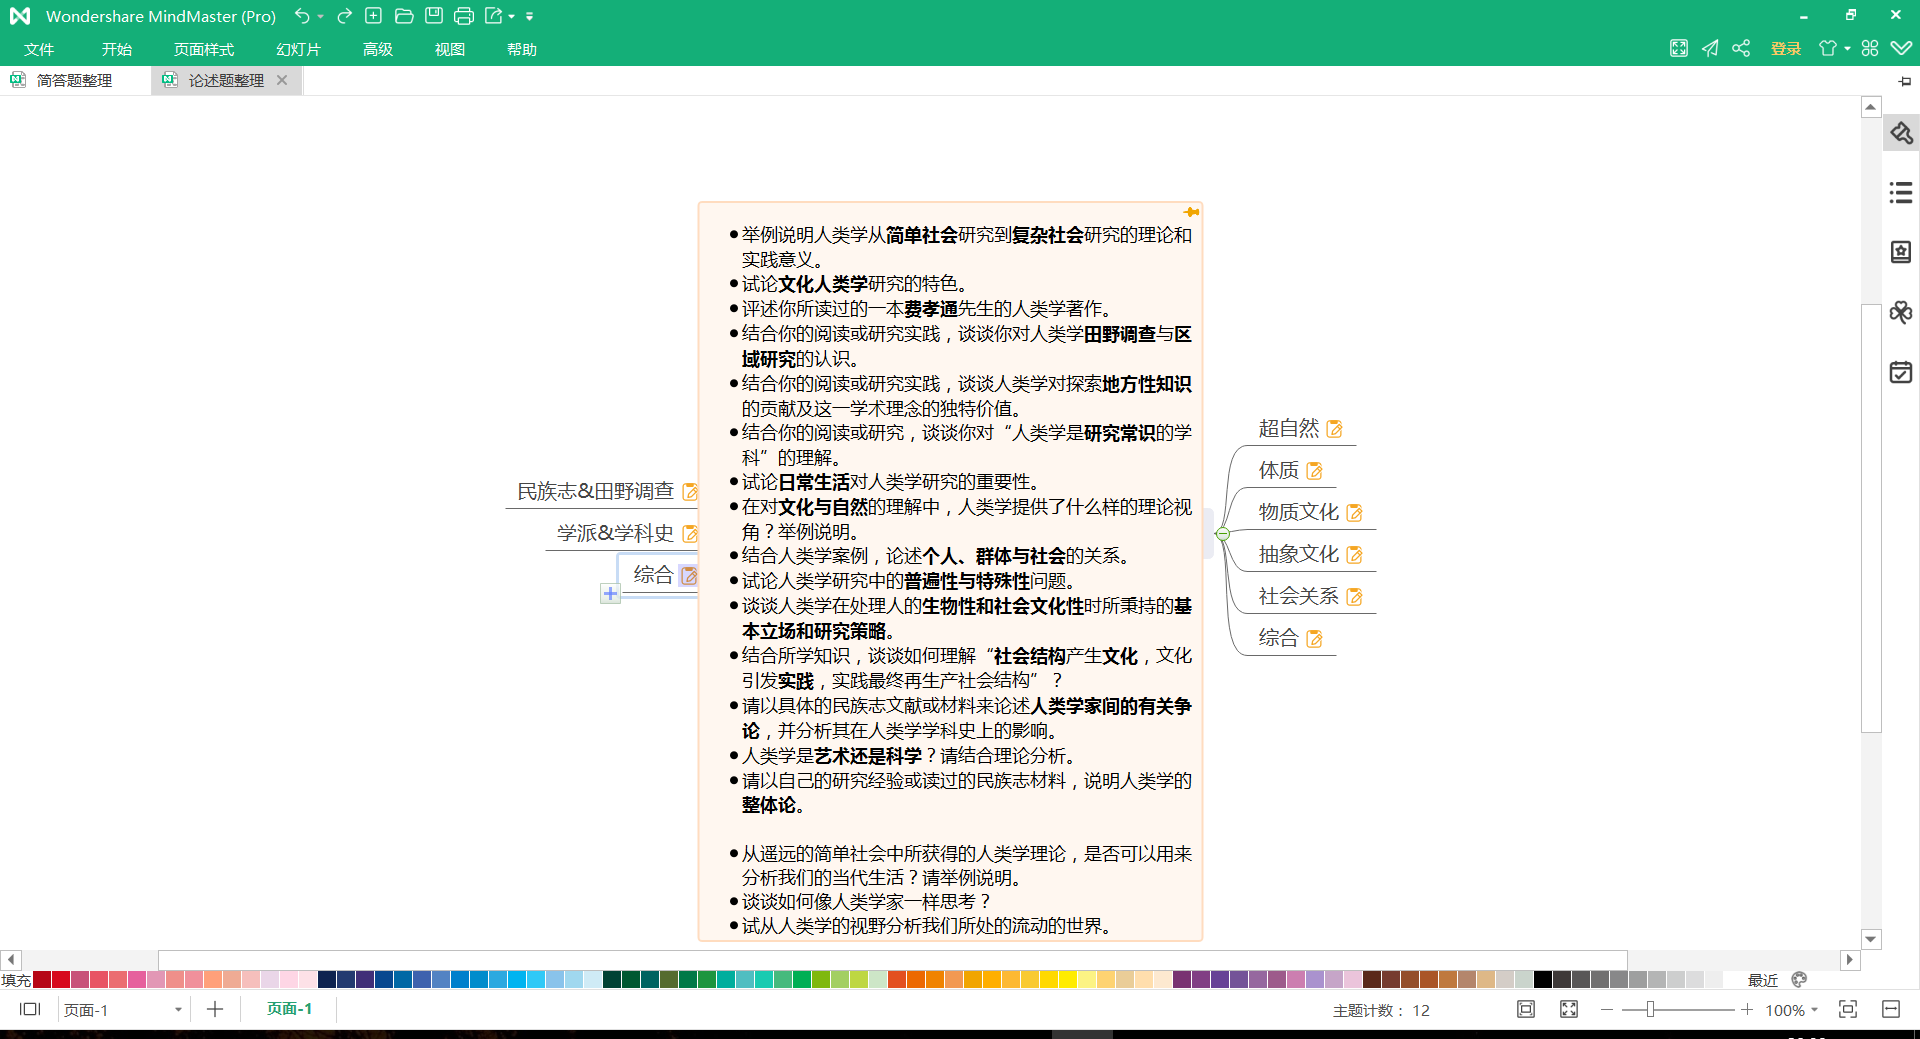 Wondershare MindMaster (Pro)
文件 开始 页面样式 幻灯片 高级 视图 帮助
登录
简答题整理
论述题整理
民族志&田野调查
学派&学科史
综合
●举例说明人类学从简单社会研究到复杂社会研究的理论和
实践意义。
●试论文化人类学研究的特色。
●评述你所读过的一本费孝通先生的人类学著作。
●结合你的阅读或研究实践，谈谈你对人类学田野调查与区
域研究的认识。
●结合你的阅读或研究实践，谈谈人类学对探索地方性知识
的贡献及这一学术理念的独特价值。
●结合你的阅读或研究，谈谈你对“人类学是研究常识的学
科”的理解。
●试论日常生活对人类学研究的重要性。
●在对文化与自然的理解中，人类学提供了什么样的理论视
角？举例说明。
●结合人类学案例，论述个人、群体与社会的关系。
●试论人类学研究中的普遍性与特殊性问题。
●谈谈人类学在处理人的生物性和社会文化性时所秉持的基
本立场和研究策略。
●结合所学知识，谈谈如何理解“社会结构产生文化，文化
引发实践，实践最终再生产社会结构”？
●请以具体的民族志文献或材料来论述人类学家间的有关争
论，并分析其在人类学学科史上的影响。
●人类学是艺术还是科学？请结合理论分析。
●请以自己的研究经验或读过的民族志材料，说明人类学的
整体论。
●从遥远的简单社会中所获得的人类学理论，是否可以用来
分析我们的当代生活？请举例说明。
●谈谈如何像人类学家一样思考？
●试从人类学的视野分析我们所处的流动的世界。
超自然
体质
物质文化
抽象文化
社会关系
综合
填充
最近
页面-1
页面-1
主题计数： 12
100%